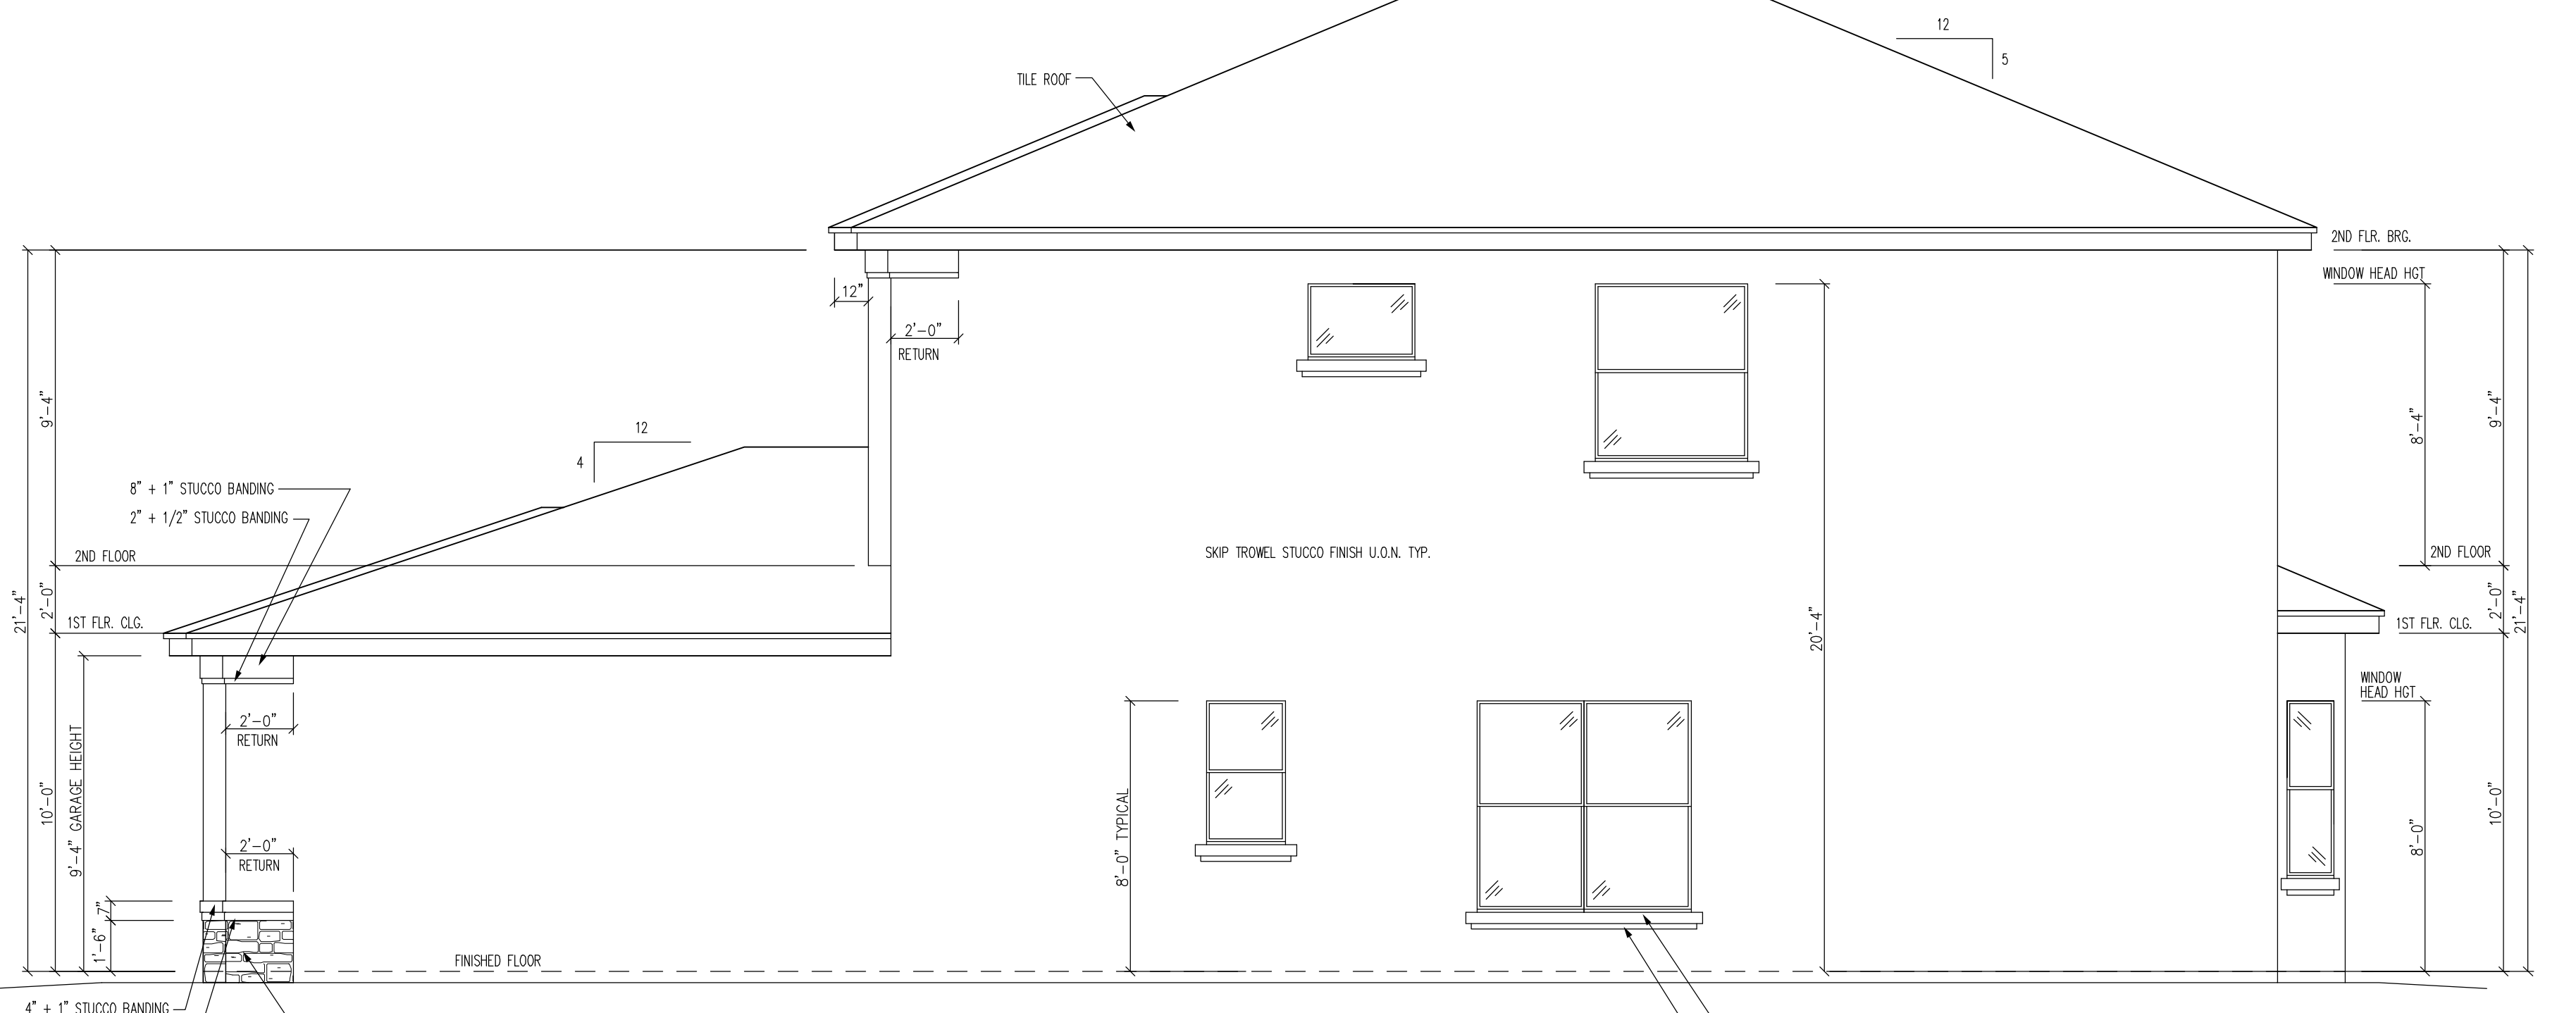 12
5
TILE ROOF
2ND FLR. BRG.
WINDOW HEAD HGT
12"
2'-0"
RETURN
9'-4"
8'-4"
9'-4"
12
4
8" + 1" STUCCO BANDING
2" + 1/2" STUCCO BANDING
2ND FLOOR
SKIP TROWEL STUCCO FINISH U.O.N. TYP.
2ND FLOOR
21'-4"
2'-0"
1ST FLR. CLG.
20'-4"
2'-0"
21'-4"
1ST FLR. CLG.
WINDOW
HEAD HGT
2'-0"
RETURN
10'-0"
9'-4" GARAGE HEIGHT
8'-0" TYPICAL
8'-0"
10'-0"
2'-0"
RETURN
7"
1'-6"
FINISHED FLOOR
4" + 1" STUCCO BANDING